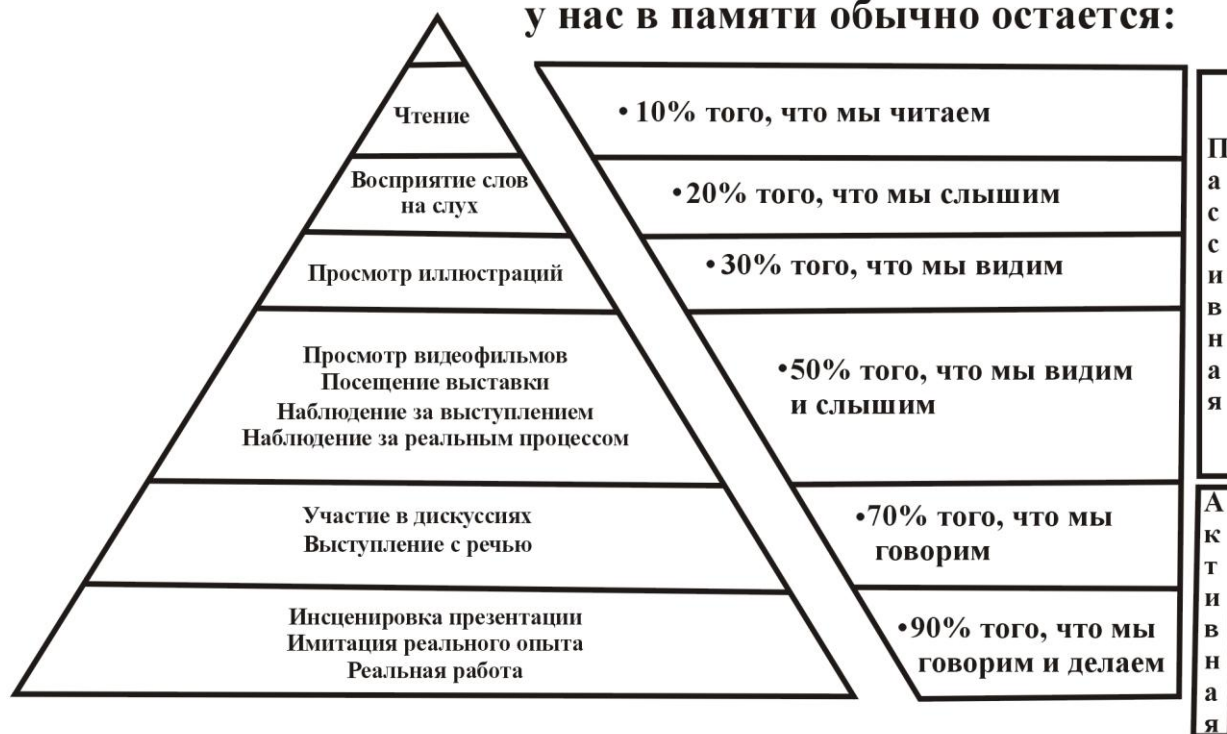 у нас в памяти обычно остается:
Чтение
• 10% того, что мы читаем
Восприятие слов
на слух
•20% того, что мы слышим
Просмотр иллюстраций
•30% того, что мы видим
Просмотр видеофильмов
Посещение выставки
Наблюдение за выступлением
Наблюдение за реальным процессом
•50% того, что мы видим
и слышим
Участие в дискуссиях
Выступление с речью
•70% того, что мы
говорим
Инсценировка презентации
Имитация реального опыта
Реальная работа
•90% того, что мы
говорим и делаем
Пассивная
Активная